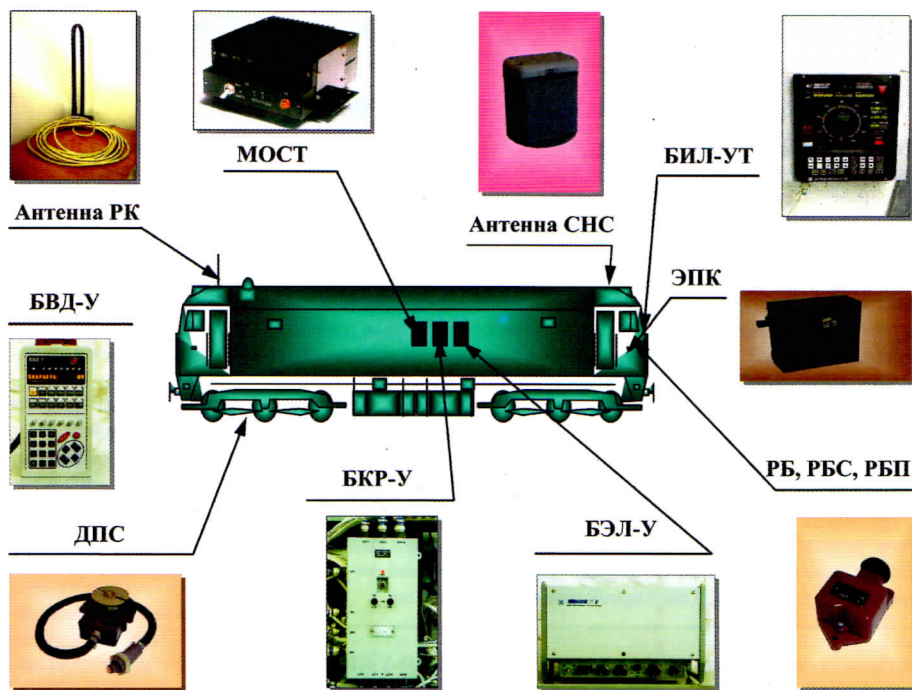 МОСТ
БИЛ-УТ
Антенна РК
Антенна СНС
ЭПК
БВД-У
РБ, РБС, РБП
БКР-У
ДПС
БЭЛ-У